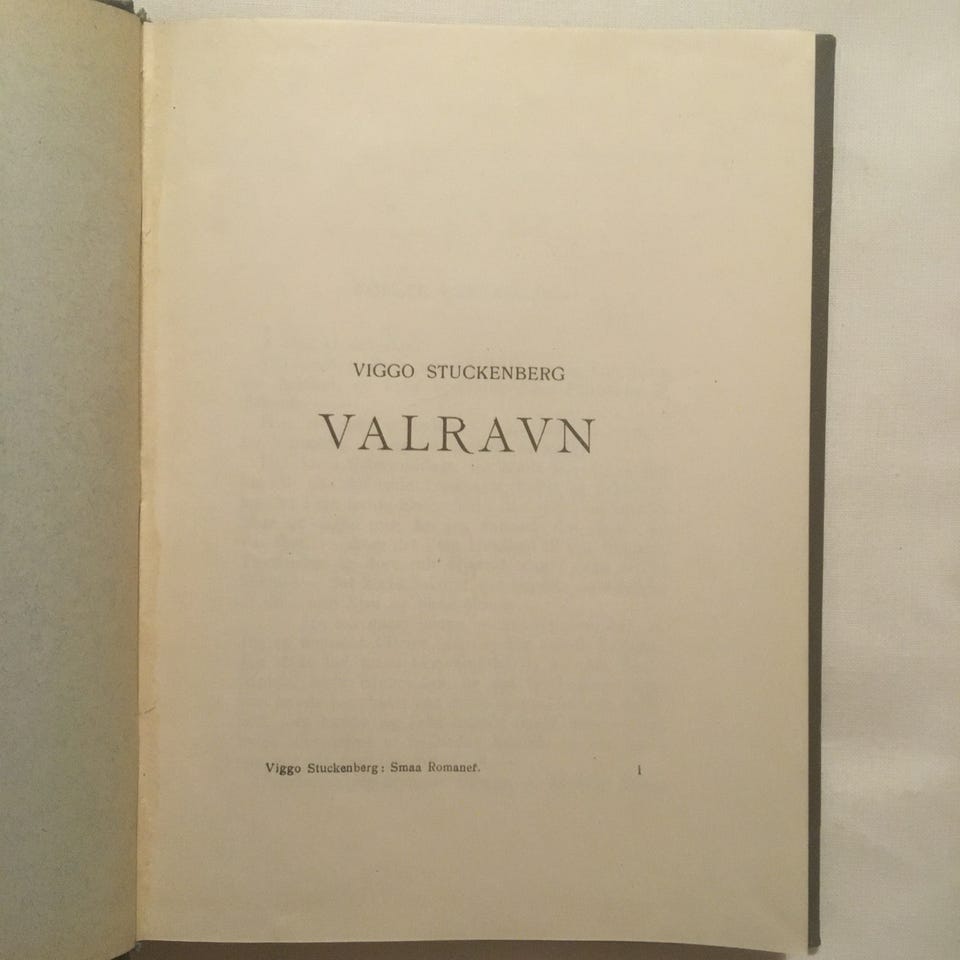 VIGGO STUCKENBERG
VALRAVN
Viggo Stuckenberg: Smaa Romaner. 1